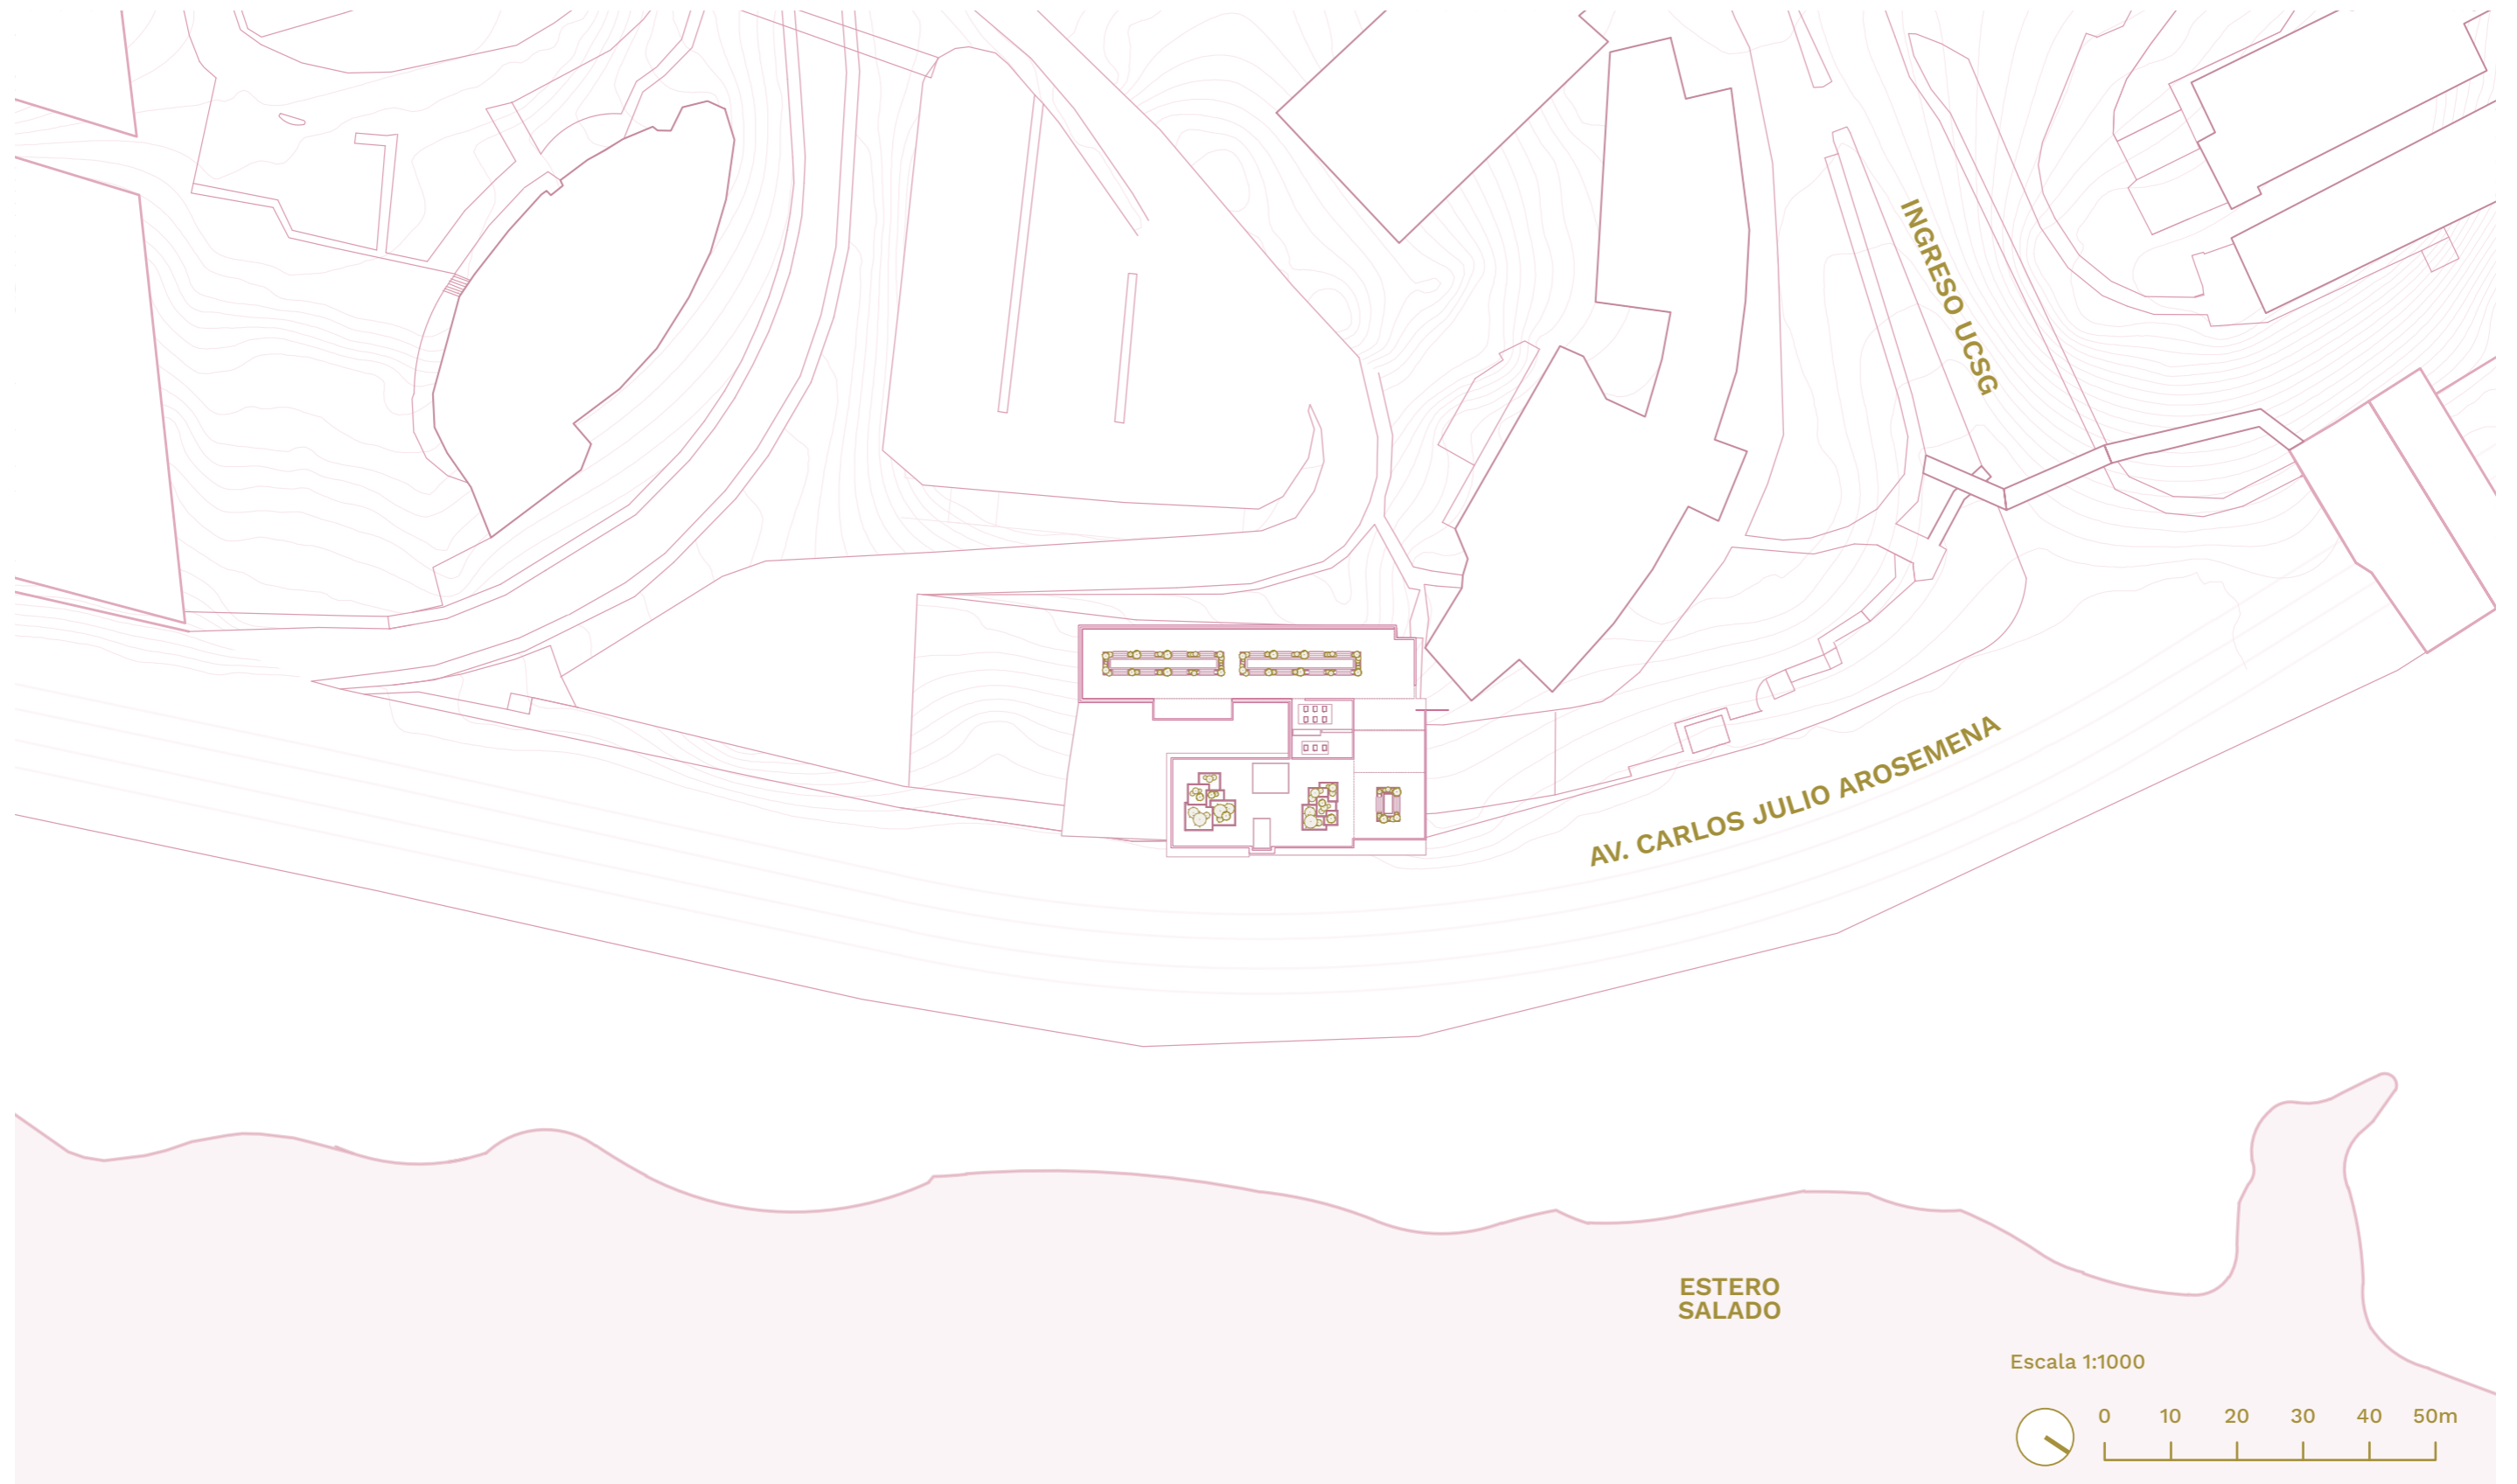 INGRESO UCSG
AV. CARLOS JULIO AROSEMENA
ESTERO
SALADO
Escala 1:1000
0 10 20 30 40 50m